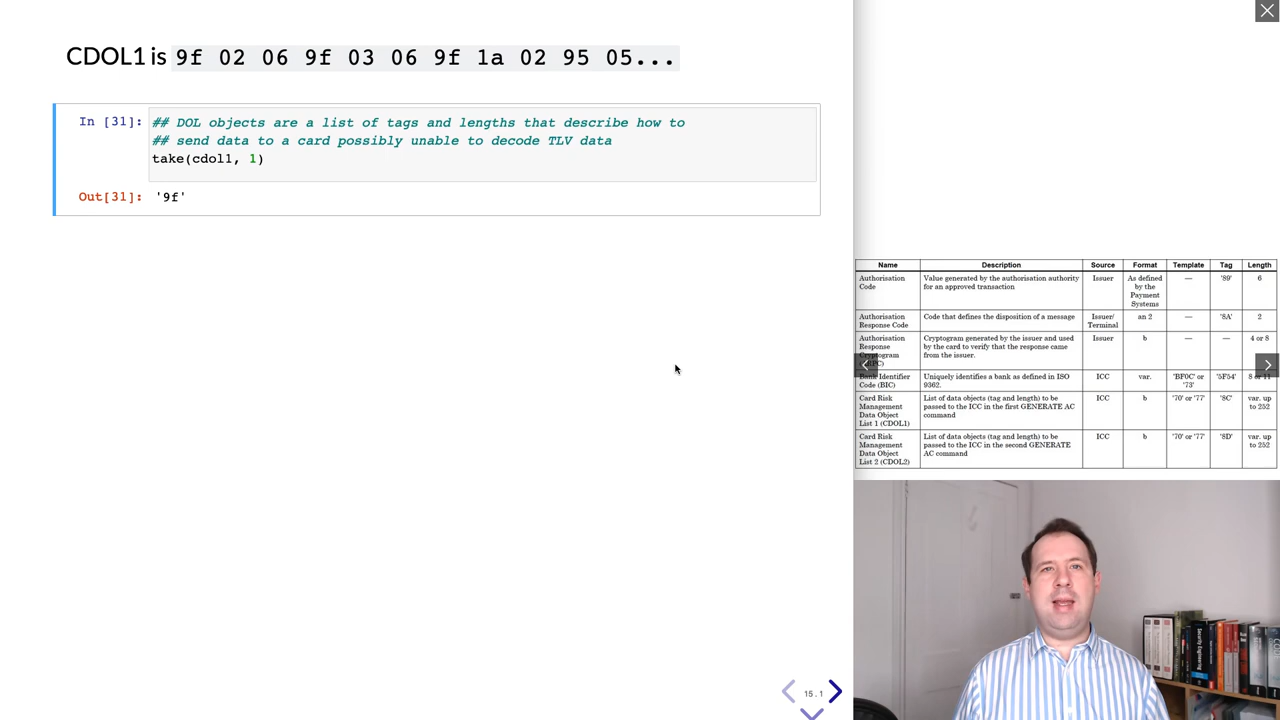 CDOL1 is 9f 02 06 9f 03 06 9f 1a 02 95 05...
In [31]:
## DOL objects are a list of tags and lengths that describe how to
## send data to a card possibly unable to decode TLV data
take(cdol1, 1)
Out[31]: '9f'
Name Description Source Format Template Tag Length
Authorisation Code
Value generated by the authorisation authority
for an approved transaction
Issuer
As defined
by the
Payment
Systems
—
'89'
6
Authorisation
Response Code
Code that defines the disposition of a message
Issuer/
Terminal
an 2
—
'8A'
2
Authorisation
Response
Cryptogram
Cryptogram generated by the issuer and used
by the card to verify that the response came
from the issuer.
Issuer
b
—
—
4 or 8
Bank Identifier
Code (BIC)
Uniquely identifies a bank as defined in ISO
9362.
ICC
var.
'BF0C' or
'73'
'5F54'
8 or 11
Card Risk
Management
Data Object
List 1 (CDOL1)
List of data objects (tag and length) to be
passed to the ICC in the first GENERATE AC
command
ICC
b
'70' or '77'
'8C'
var. up
to 252
Card Risk
Management
Data Object
List 2 (CDOL2)
List of data objects (tag and length) to be
passed to the ICC in the second GENERATE
AC command
ICC
b
'70' or '77'
'8D'
var. up
to 252
Security Engineering
15.1